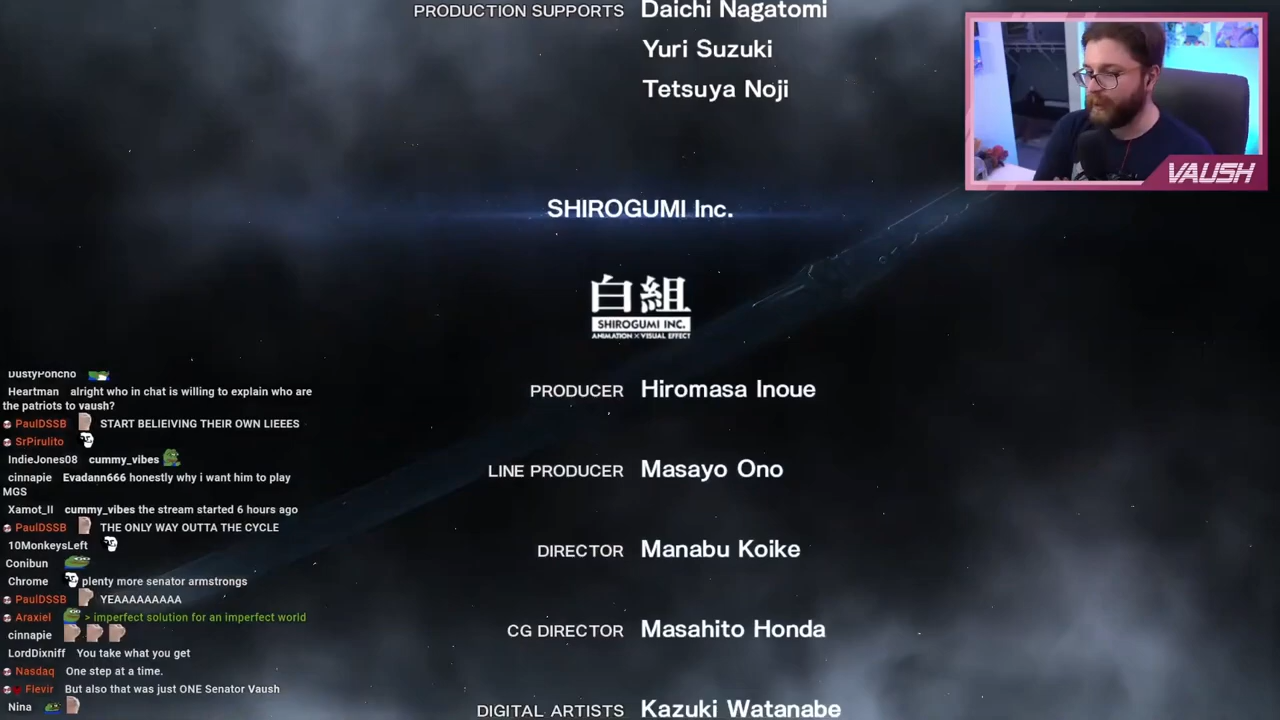 PRODUCTION SUPPORTS Daichi Nagatomi
Yuri Suzuki
Tetsuya Noji
VAUSH
SHIROGUMI Inc.
白組
SHIROGUMI INC.
ANIMATION×VISUAL EFFECT
PRODUCER Hiromasa Inoue
LINE PRODUCER Masayo Ono
DIRECTOR Manabu Koike
CG DIRECTOR Masahito Honda
DIGITAL ARTISTS Kazuki Watanabe
DustyPoncho
Heartman alright who in chat is willing to explain who are
the patriots to vaush?
PaulDSSB START BELIEIVING THEIR OWN LIEEES
SrPirulito
IndieJones08 cummy_vibes
cinnapie Evadann666 honestly why i want him to play
MGS
Xamot_II cummy_vibes the stream started 6 hours ago
PaulDSSB THE ONLY WAY OUTTA THE CYCLE
10MonkeysLeft
Conibun
Chrome plenty more senator armstrongs
PaulDSSB YEAAAAAAAAA
Araxiel > imperfect solution for an imperfect world
cinnapie
LordDixniff You take what you get
Nasdaq One step at a time.
Flevir But also that was just ONE Senator Vaush
Nina